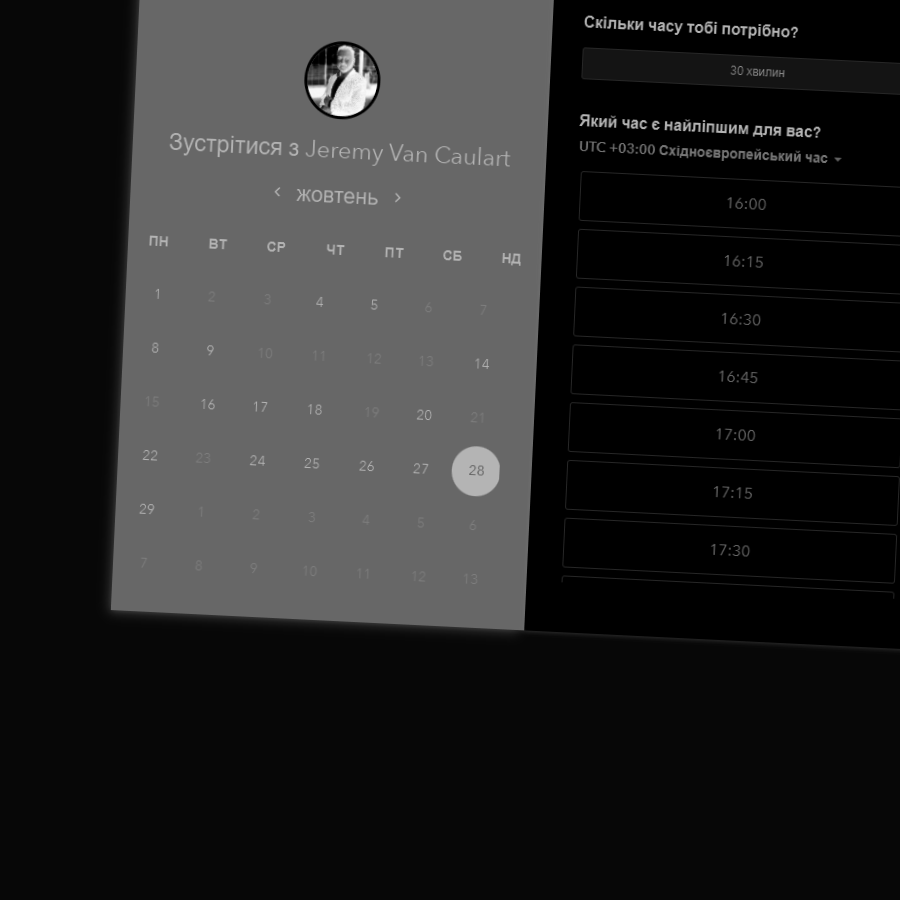 Зустрітися з Jeremy Van Caulart
жовтень
ПН ВТ СР ЧТ ПТ СБ НД
1 2 3 4 5 6 7
8 9 10 11 12 13 14
15 16 17 18 19 20 21
22 23 24 25 26 27 28
29 1 2 3 4 5 6
7 8 9 10 11 12 13
Скільки часу тобі потрібно?
30 хвилин
Який час є найліпшим для вас?
UTC +03:00 Східноєвропейський час
16:00
16:15
16:30
16:45
17:00
17:15
17:30